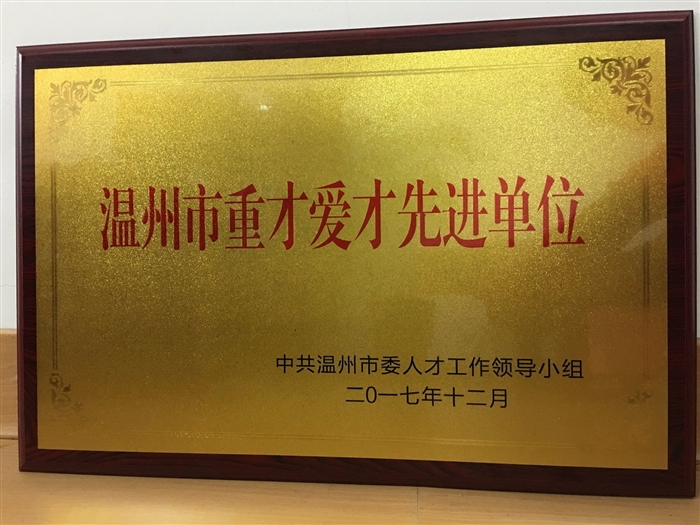 温州市重才爱才先进单位
中共温州市委人才工作领导小组
二0一七年十二月